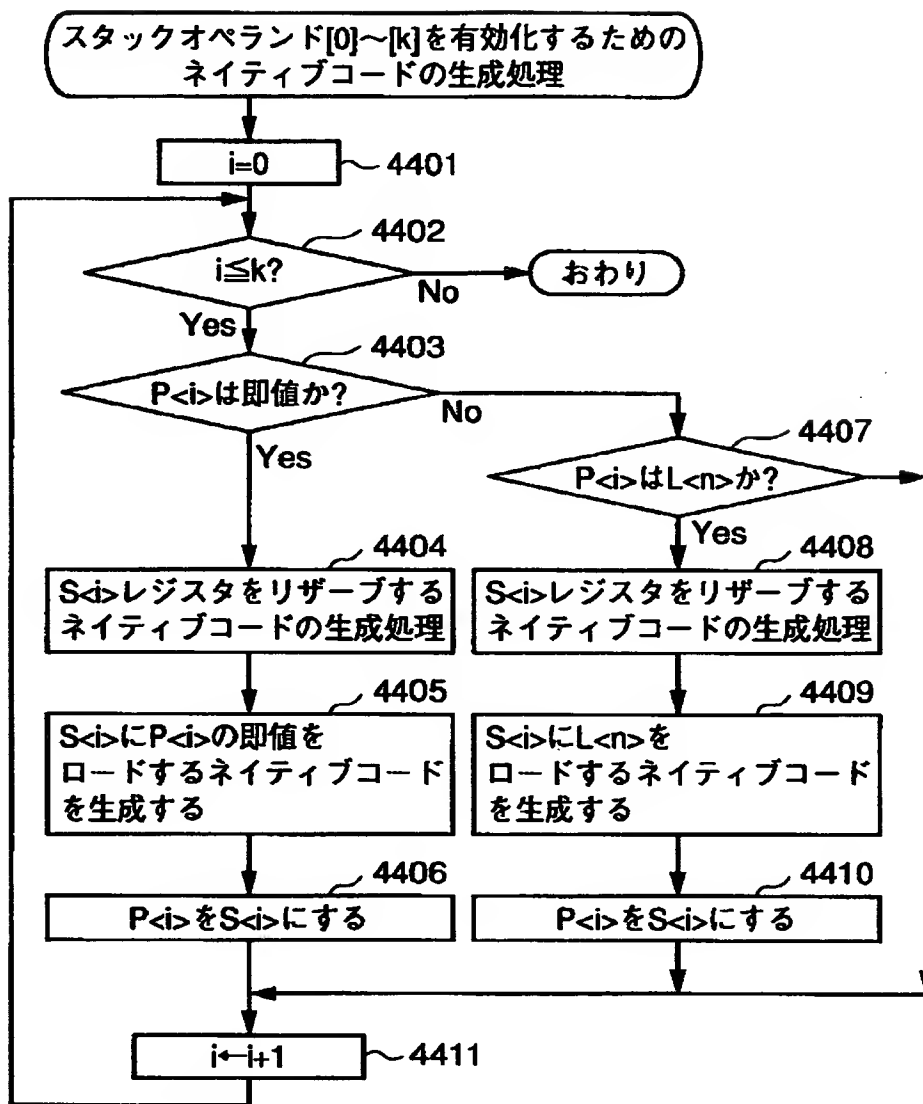 スタックオペランド[0]～[k]を有効化するための
ネイティブコードの生成処理
i=0
4401
4402
i≦k?
No
おわり
Yes
4403
P<i>は即値か?
No
Yes
4407
P<i>はL<n>か?
Yes
4404
S<i>レジスタをリザーブする
ネイティブコードの生成処理
4408
S<i>レジスタをリザーブする
ネイティブコードの生成処理
4405
S<i>にP<i>の即値を
ロードするネイティブコード
を生成する
4409
S<i>にL<n>を
ロードするネイティブコード
を生成する
4406
P<i>をS<i>にする
4410
P<i>をS<i>にする
i←i+1
4411